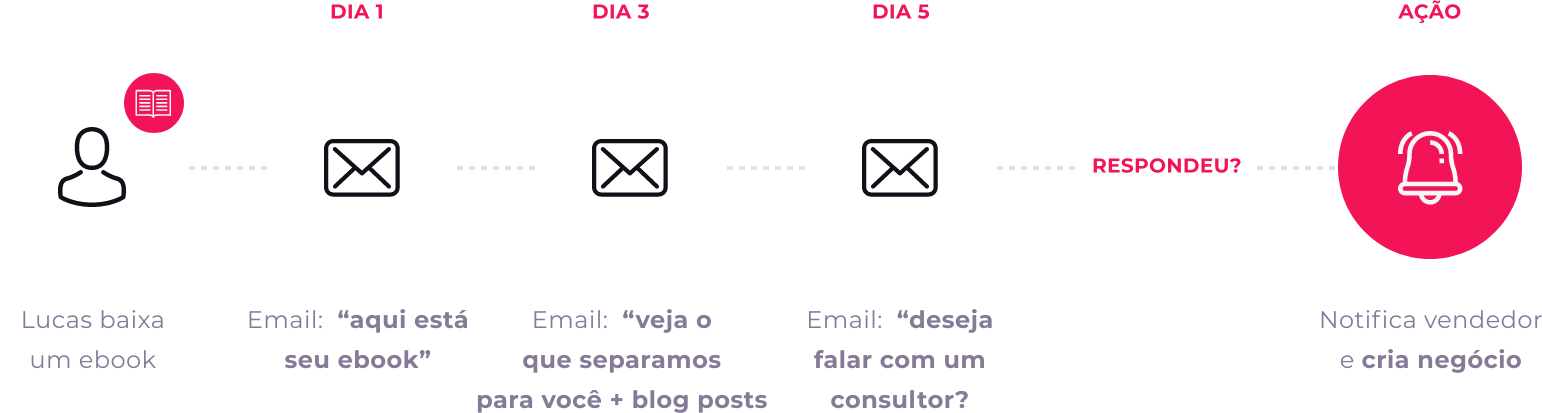 DIA 1
DIA 3
DIA 5
AÇÃO
RESPONDEU?
Lucas baixa
um ebook
Email: “aqui está
seu ebook”
Email: “veja o
que separamos
para você + blog posts
Email: “deseja
falar com um
consultor?
Notifica vendedor
e cria negócio